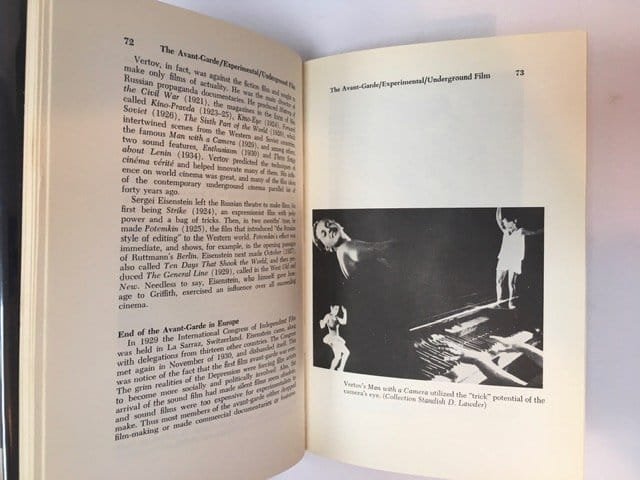 72
The Avant-Garde/Experimental/Underground Film
Vertov, in fact, was against the fiction film and sought to
make only films of actuality. He was the main director of
Russian propaganda documentaries. He produced History of
the Civil War (1921), the magazines in the form of film
called Kino-Pravda (1923-25), Kino-Eye (1924), Forward
Soviet (1926), The Sixth Part of the World (1926), which
intertwined scenes from the Western and Soviet countries,
the famous Man with a Camera (1929), and among others,
two sound features, Enthusiasm (1930) and Three Songs
about Lenin (1934). Vertov predicted the techniques of
cinéma vérité and helped innovate many of them. His influ-
ence on world cinema was great, and many of the film ideas
of the contemporary underground cinema parallel his of
forty years ago.
Sergei Eisenstein left the Russian theatre to make films, his
first being Strike (1924), an expressionist film with
power and a bag of tricks. Then, in two months' time, he
made Potemkin (1925), the film that introduced "the Russian
style of editing" to the Western world. Potemkin's effect was
immediate, and shows, for example, in the opening passages
of Ruttmann's Berlin. Eisenstein next made October (1927),
also called Ten Days That Shook the World, and then pro-
duced The General Line (1929), called in the West Old and
New. Needless to say, Eisenstein, who himself gave hom-
age to Griffith, exercised an influence over all succeeding
cinema.
End of the Avant-Garde in Europe
In 1929 the International Congress of Independent Film
was held in La Sarraz, Switzerland. Eisenstein came, along
with delegations from thirteen other countries. The Congress
met again in November of 1930, and disbanded itself. This
was notice of the fact that the first film avant-garde was over.
The grim realities of the Depression were forcing artists
to become more socially and politically involved. Also, the
arrival of the sound film had made silent films seem obsolete,
and sound films were too expensive for experimentalists to
make. Thus most members of the avant-garde either dropped
film-making or made commercial documentaries or features.
The Avant-Garde/Experimental/Underground Film
73
Vertov's Man with a Camera utilized the "trick" potential of the
camera's eye. (Collection Standish D. Lawder)